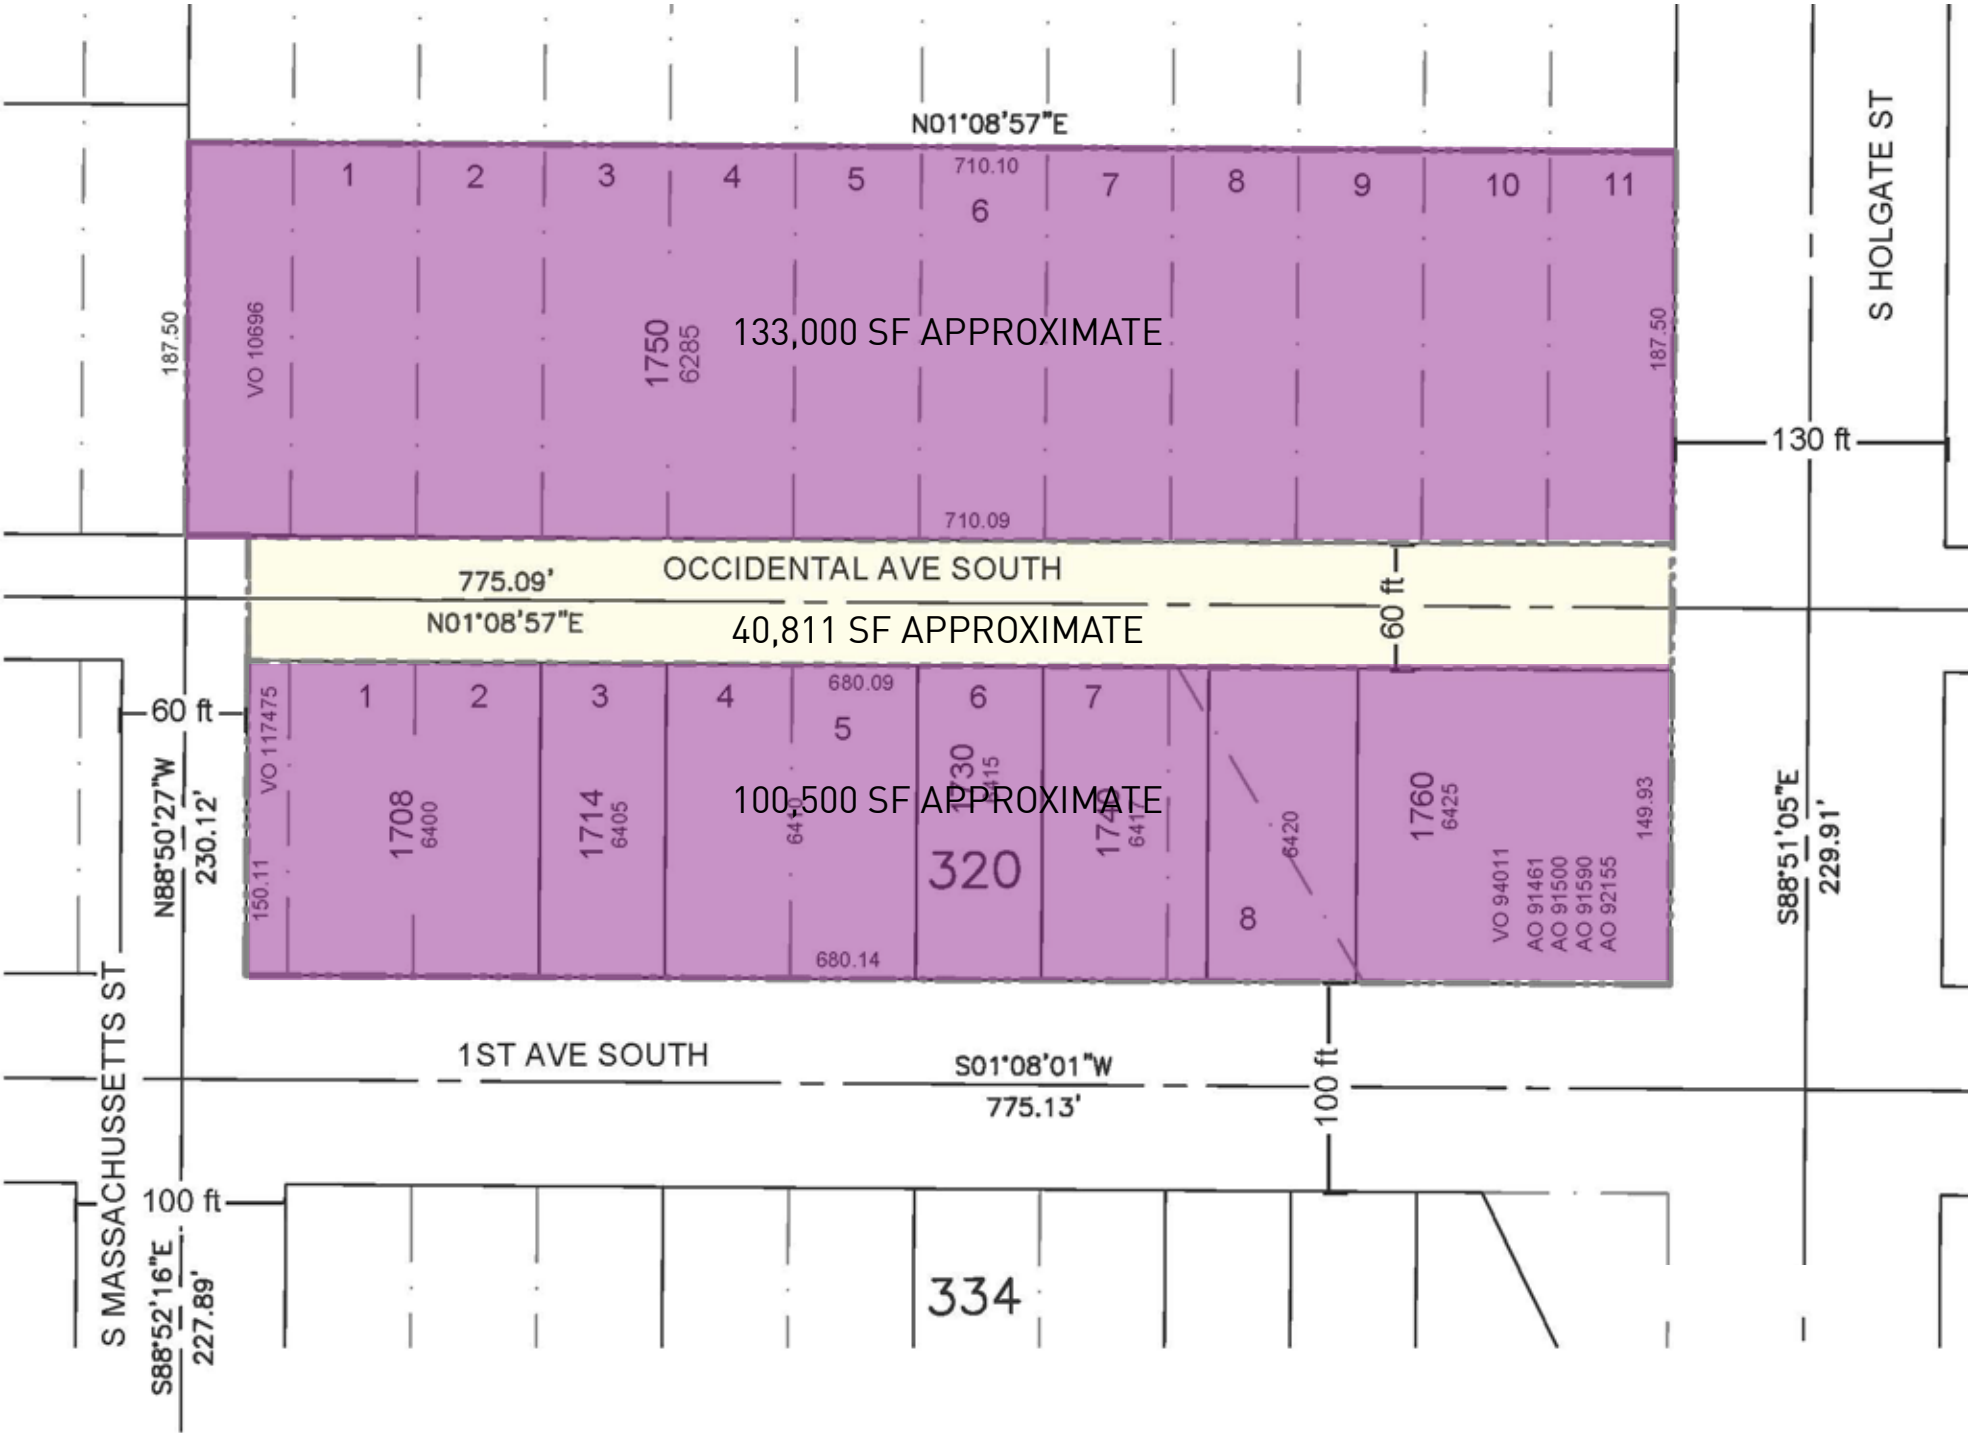 N01°08'57"E
710.10
1
2
3
4
5
6
7
8
9
10
11
187.50
VO 10696
1750
6285
133,000 SF APPROXIMATE
187.50
S HOLGATE ST
130 ft
710.09
OCCIDENTAL AVE SOUTH
775.09'
N01°08'57"E
40,811 SF APPROXIMATE
60 ft
60 ft
VO 117475
150.11
1
2
3
4
680.09
5
6
7
8
1708
6400
1714
6405
6410
1730
6415
1740
6417
6420
1760
6425
100,500 SF APPROXIMATE
320
680.14
149.93
VO 94011
AO 91461
AO 91500
AO 91590
AO 92155
N88°50'27"W
230.12'
S88°51'05"E
229.91'
1ST AVE SOUTH
S01°08'01"W
775.13'
100 ft
S MASSACHUSSETTS ST
100 ft
S88°52'16"E
227.89'
334